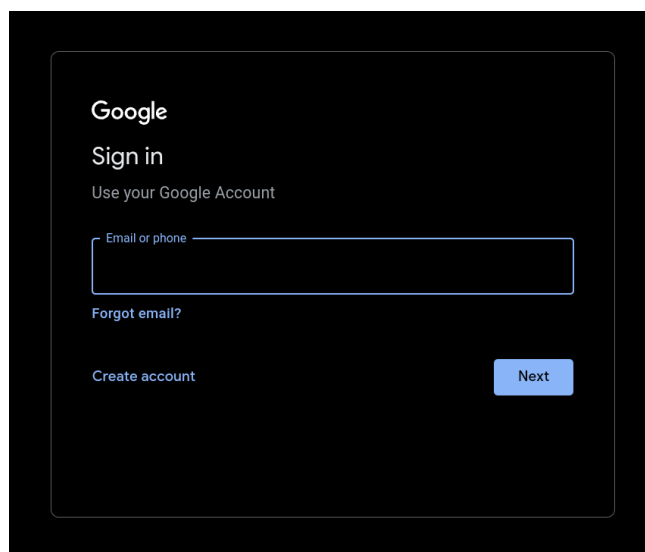 Google
Sign in
Use your Google Account
Email or phone
Forgot email?
Create account
Next